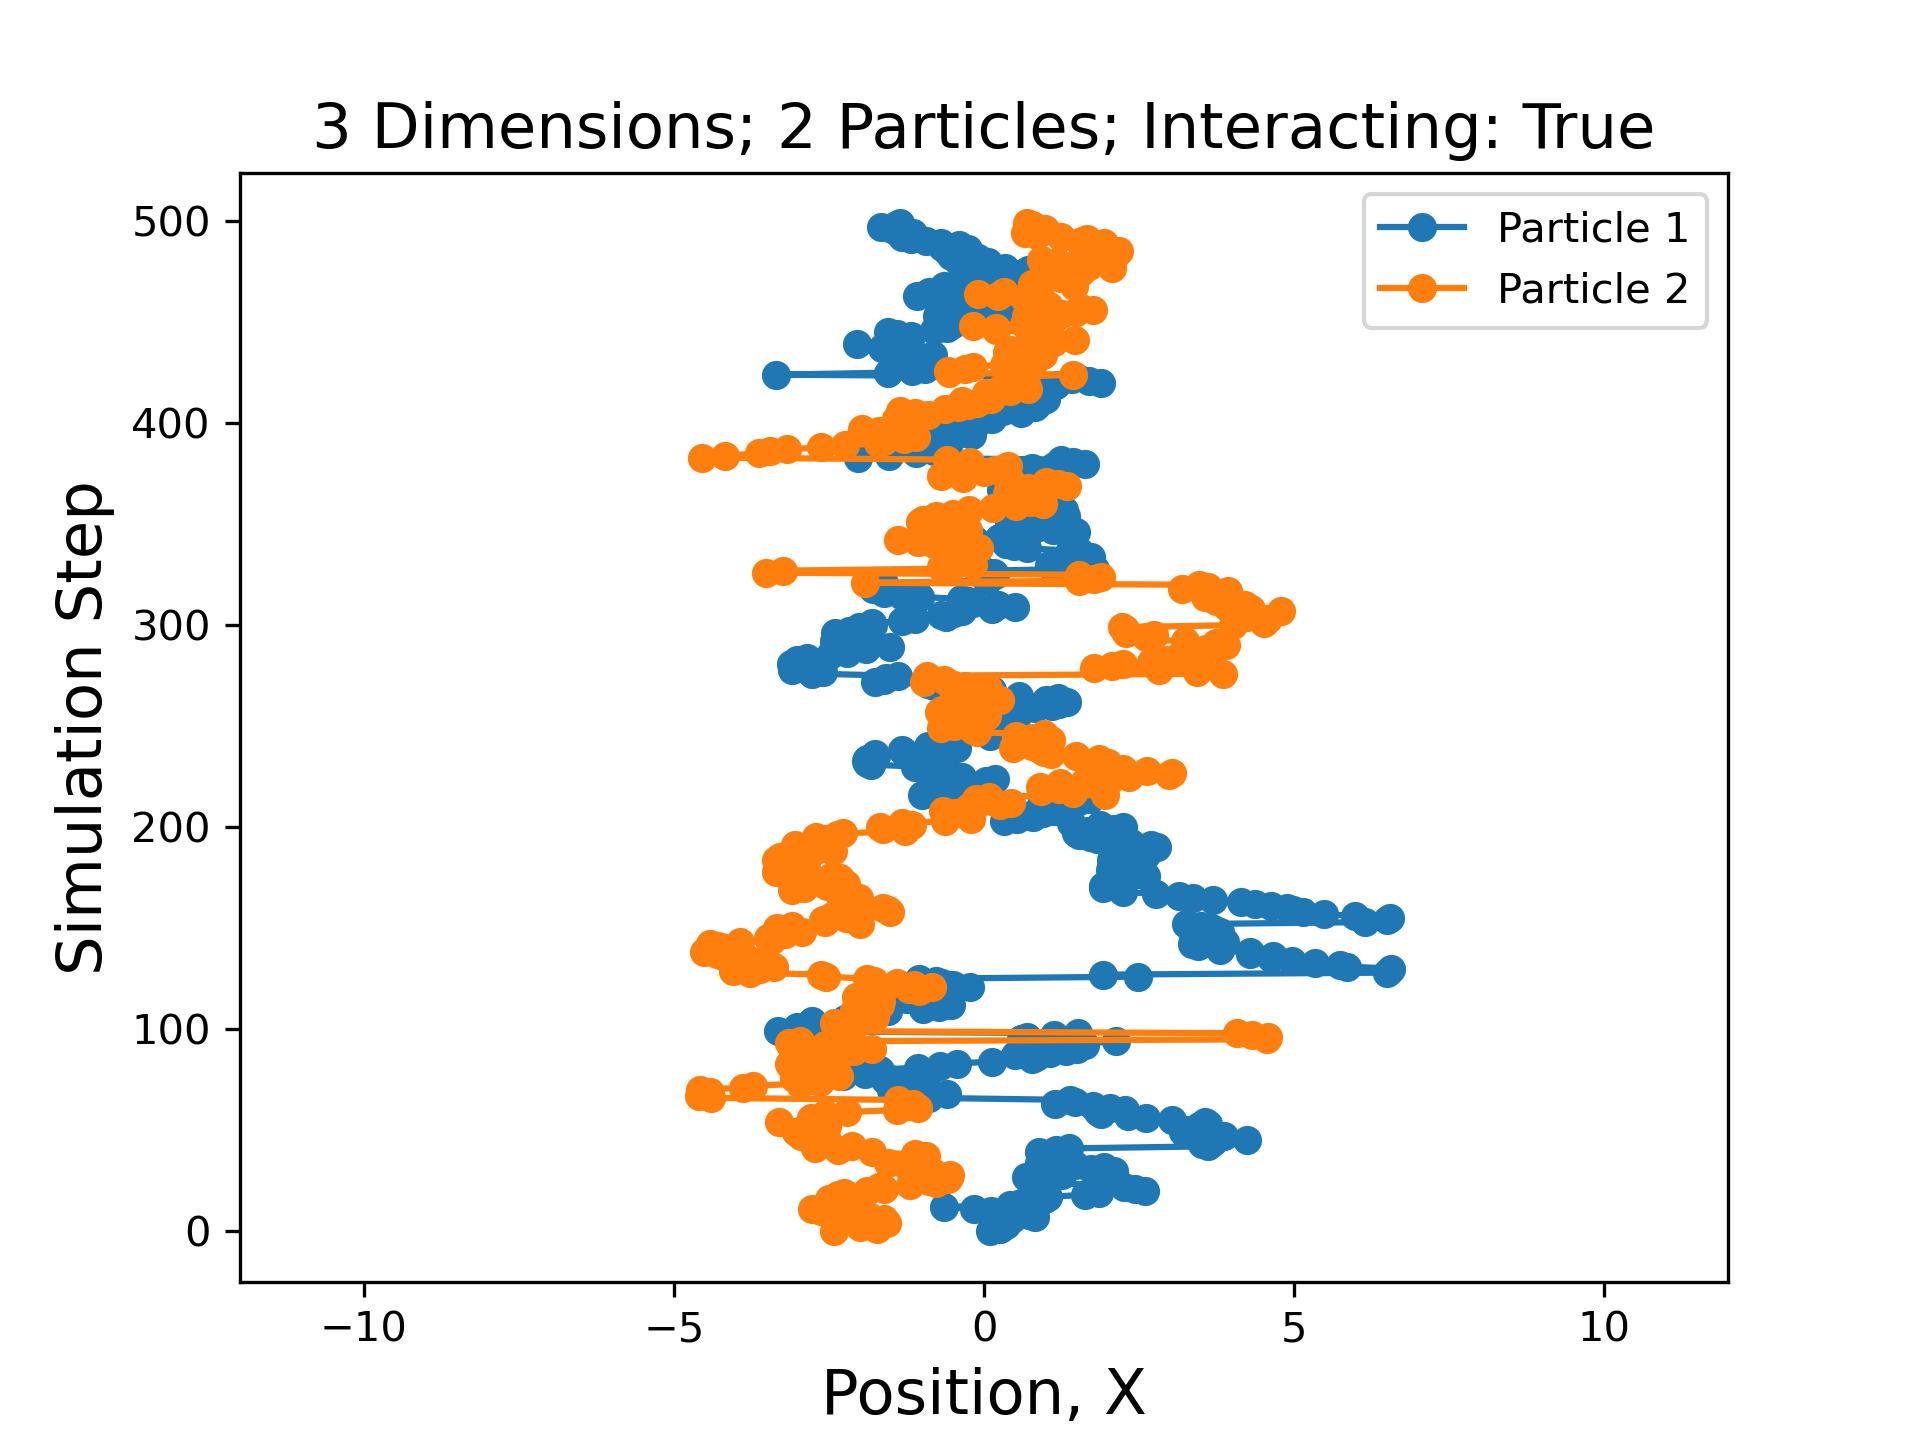 3 Dimensions; 2 Particles; Interacting: True
Particle 1
Particle 2
Simulation Step
500
400
300
200
100
0
−10
−5
0
5
10
Position, X